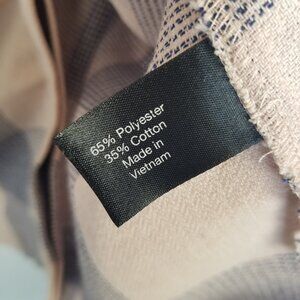 65% Polyester
35% Cotton
Made in
Vietnam